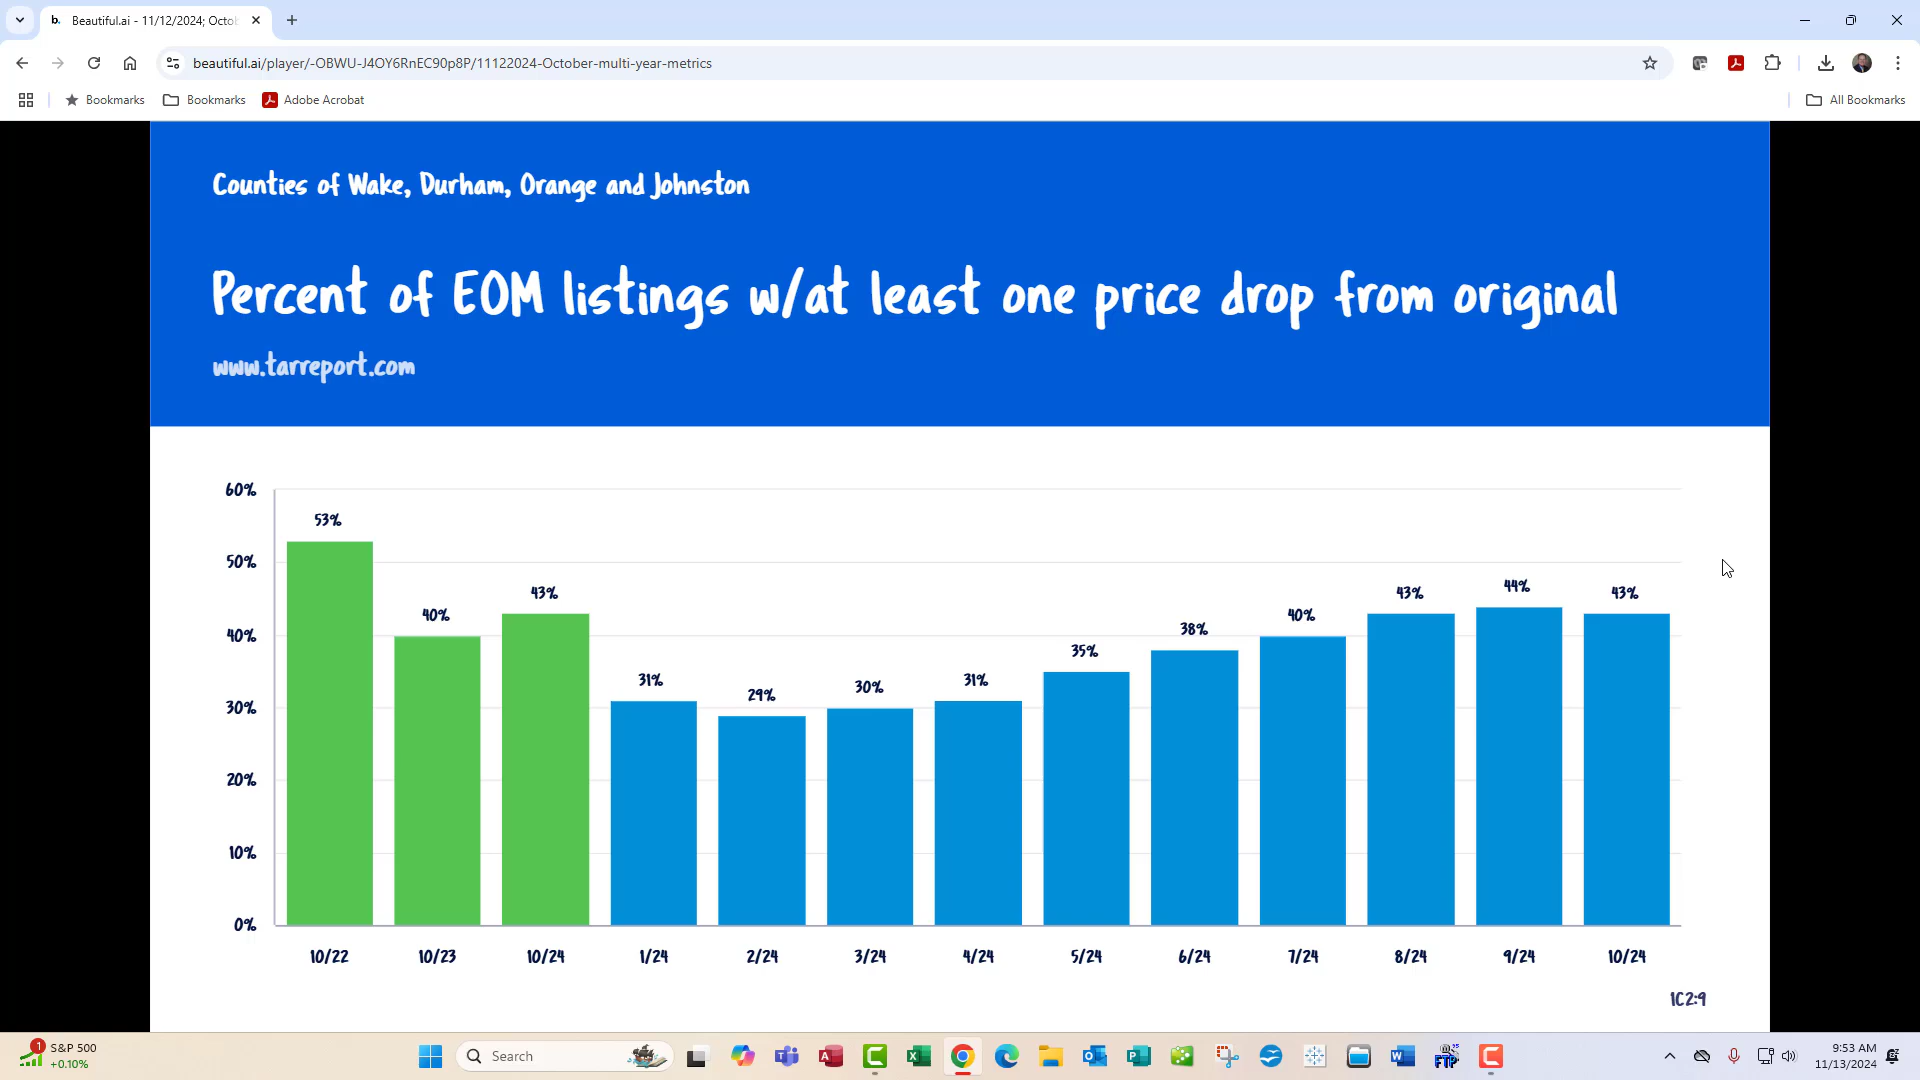 Beautiful.ai - 11/12/2024; Octo
beautiful.ai/player/-OBWU-J4OY6RnEC90p8P/11122024-October-multi-year-metrics
Bookmarks
Bookmarks
Adobe Acrobat
All Bookmarks
Counties of Wake, Durham, Orange and Johnston
Percent of EOM listings w/at least one price drop from original
www.tarreport.com
60%
50%
40%
30%
20%
10%
0%
53%
40%
43%
31%
29%
30%
31%
35%
38%
40%
43%
44%
43%
10/22
10/23
10/24
1/24
2/24
3/24
4/24
5/24
6/24
7/24
8/24
9/24
10/24
1C2:9
1
S&P 500
+0.10%
Search
FTP
9:53 AM
11/13/2024